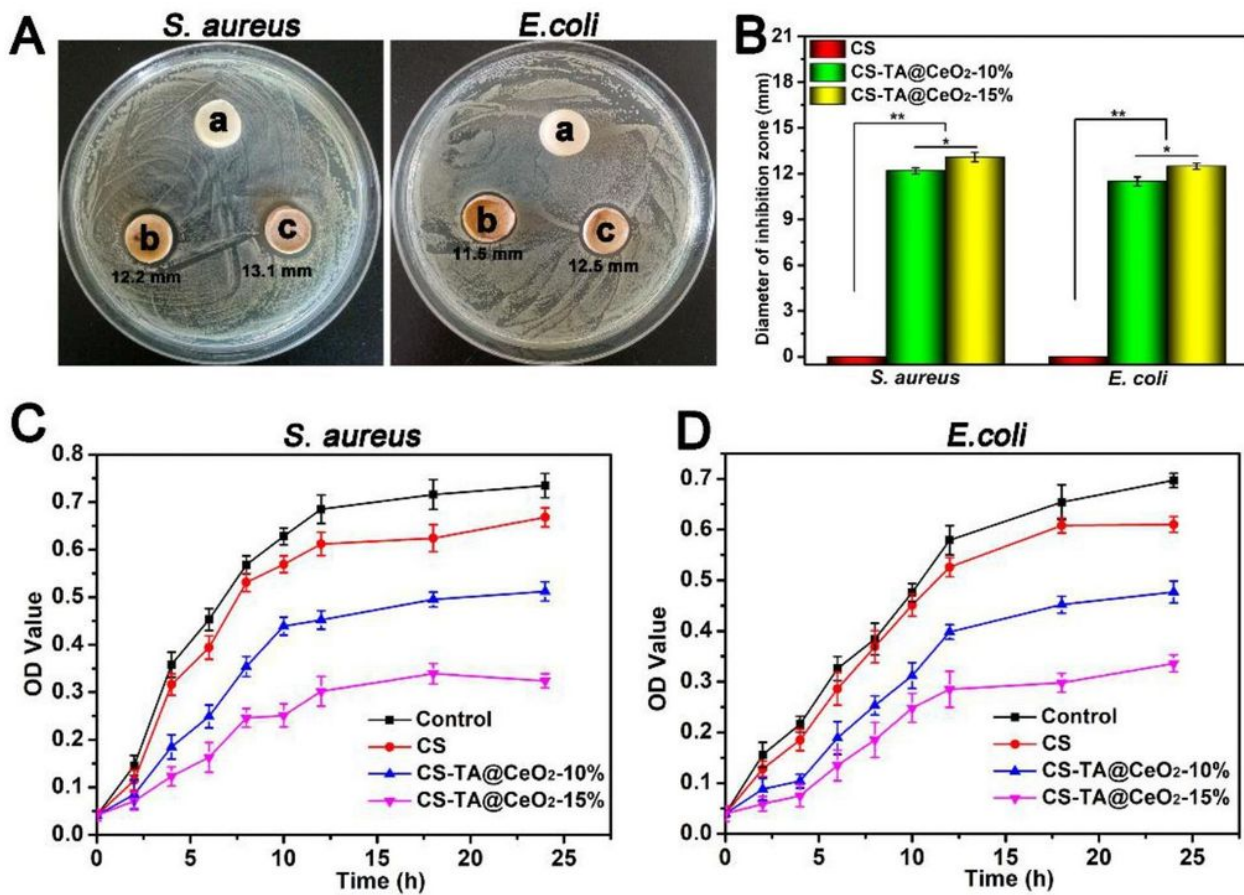 A
S. aureus
E.coli
a
b
c
12.2 mm
13.1 mm
a
b
c
11.5 mm
12.5 mm
B
CS
CS-TA@CeO₂-10%
CS-TA@CeO₂-15%
Diameter of inhibition zone (mm)
21
18
15
12
9
6
3
0
**
*
**
*
S. aureus
E. coli
C
S. aureus
OD Value
0.8
0.7
0.6
0.5
0.4
0.3
0.2
0.1
0.0
Control
CS
CS-TA@CeO₂-10%
CS-TA@CeO₂-15%
0 5 10 15 20 25
Time (h)
D
E.coli
OD Value
0.7
0.6
0.5
0.4
0.3
0.2
0.1
0.0
Control
CS
CS-TA@CeO₂-10%
CS-TA@CeO₂-15%
0 5 10 15 20 25
Time (h)